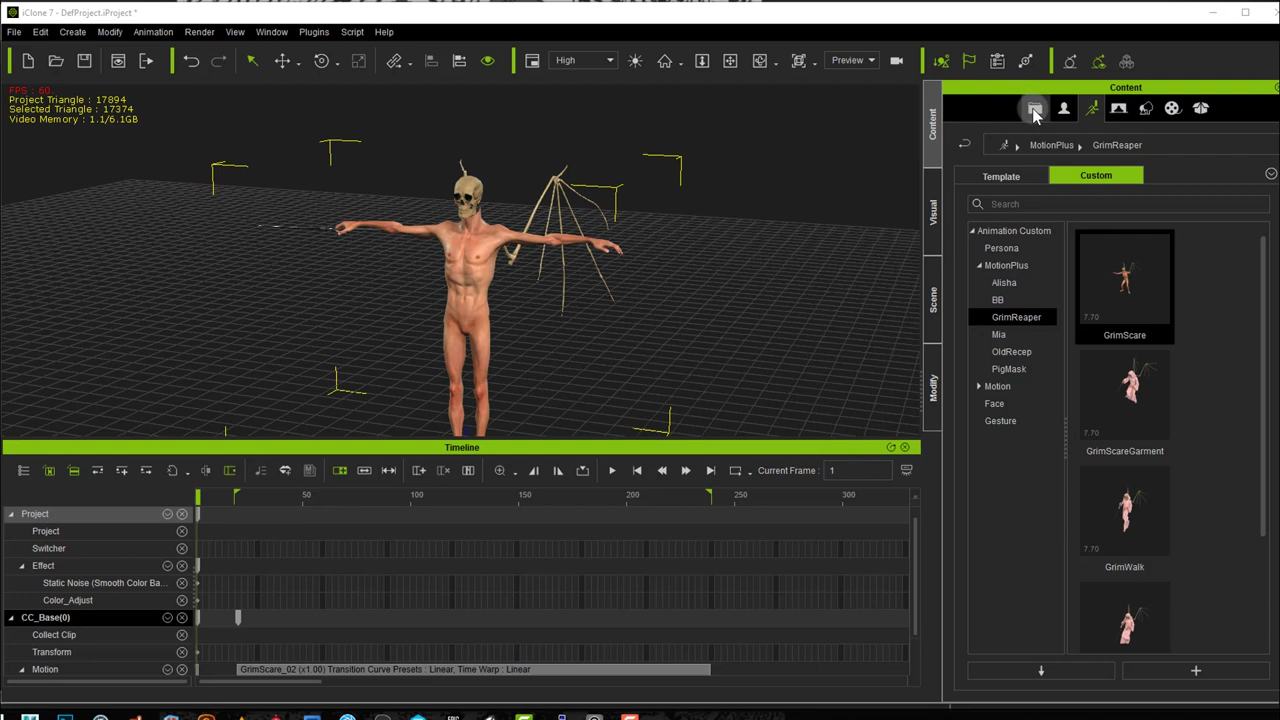 iClone 7 - DefProject.iProject *
File Edit Create Modify Animation Render View Window Plugins Script Help
High Preview
FPS : 60.
Project Triangle : 17894
Selected Triangle : 17374
Video Memory : 1.1/6.1GB
Content
Visual
Scene
Modify
Content
MotionPlus GrimReaper
Template Custom
Search
Animation Custom
Persona
MotionPlus
Alisha
BB
GrimReaper
Mia
OldRecep
PigMask
Motion
Face
Gesture
7.70
GrimScare
GrimScareGarment
7.70
GrimWalk
Timeline
Current Frame : 1
50 100 150 200 250 300
Project
Project
Switcher
Effect
Static Noise (Smooth Color Ba...
Color_Adjust
CC_Base(0)
Collect Clip
Transform
Motion GrimScare_02 (x1.00) Transition Curve Presets : Linear, Time Warp : Linear